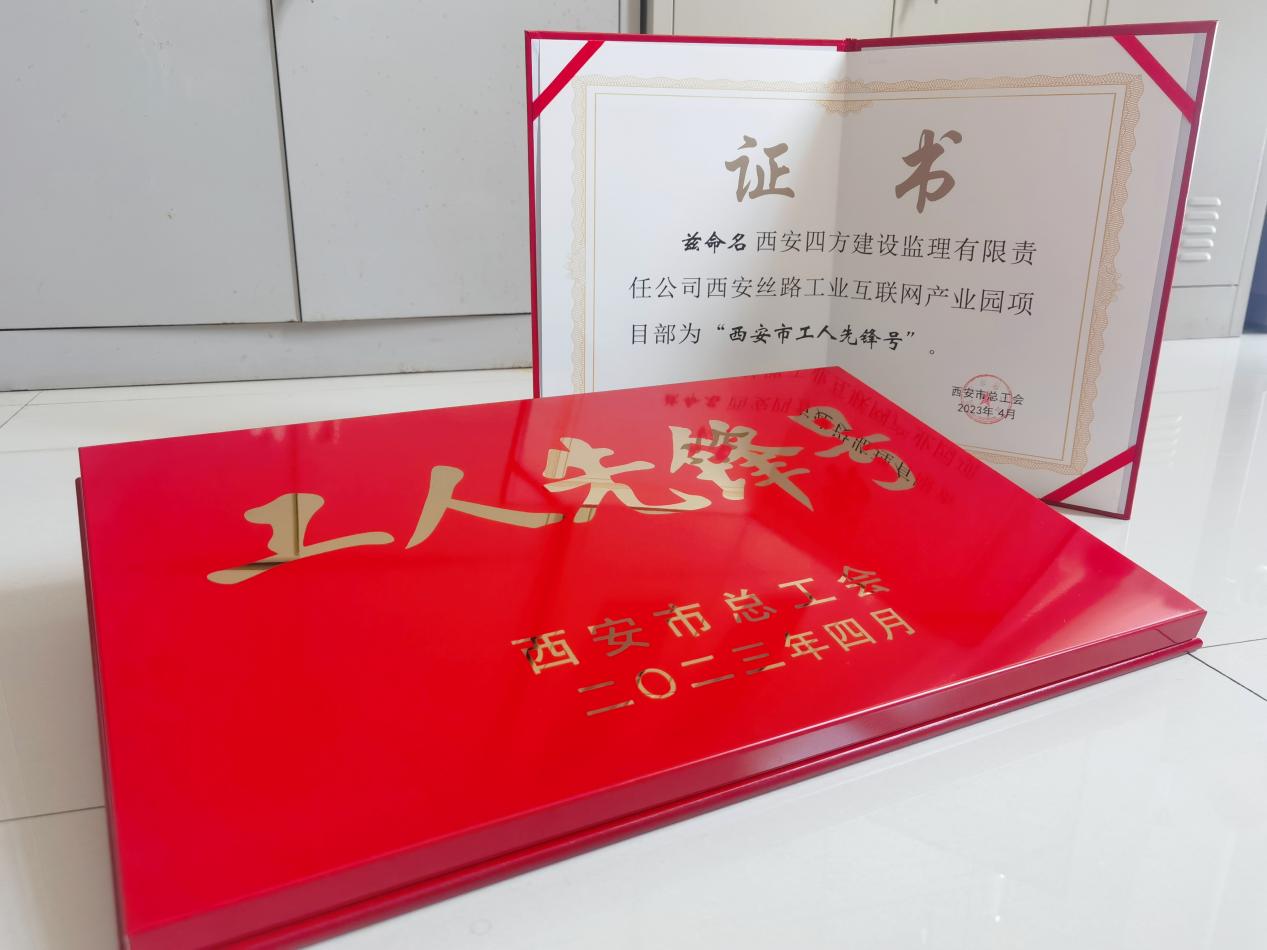 证书
兹命名西安四方建设监理有限责
任公司西安丝路工业互联网产业园项
目部为“西安市工人先锋号”。
西安市总工会
2023年4月
工人先锋号
西安市总工会
二〇二三年四月